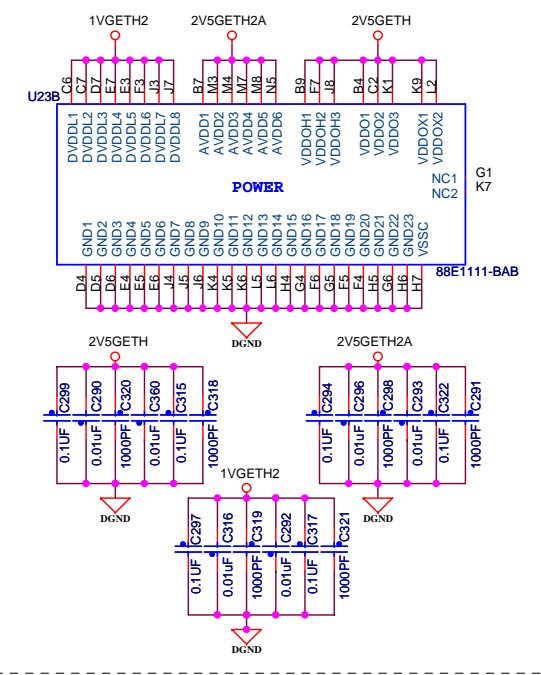 1VGETH2
2V5GETH2A
2V5GETH
C6
C7
D7
E7
E3
F3
J3
J7
B7
M3
M4
M7
M8
N5
B9
F7
J8
B4
C2
K1
K9
L2
U23B
DVDDL1
DVDDL2
DVDDL3
DVDDL4
DVDDL5
DVDDL6
DVDDL7
DVDDL8
AVDD1
AVDD2
AVDD3
AVDD4
AVDD5
AVDD6
VDDOH1
VDDOH2
VDDOH3
VDDO1
VDDO2
VDDO3
VDDOX1
VDDOX2
NC1
NC2
G1
K7
POWER
GND1
GND2
GND3
GND4
GND5
GND6
GND7
GND8
GND9
GND10
GND11
GND12
GND13
GND14
GND15
GND16
GND17
GND18
GND19
GND20
GND21
GND22
GND23
VSSC
88E1111-BAB
D4
D5
D6
E4
E5
E6
J4
J5
J6
K4
K5
K6
L5
L6
H4
G4
F6
G5
F5
F4
H5
G6
H6
H7
DGND
2V5GETH
C299
0.1UF
C290
0.01uF
C320
1000PF
C360
0.01uF
C315
0.1UF
C318
1000PF
DGND
2V5GETH2A
C294
0.1UF
C296
0.01uF
C298
1000PF
C293
0.01uF
C322
0.1UF
C291
1000PF
DGND
1VGETH2
C297
0.1UF
C316
0.01uF
C319
1000PF
C292
0.01uF
C317
0.1UF
C321
1000PF
DGND